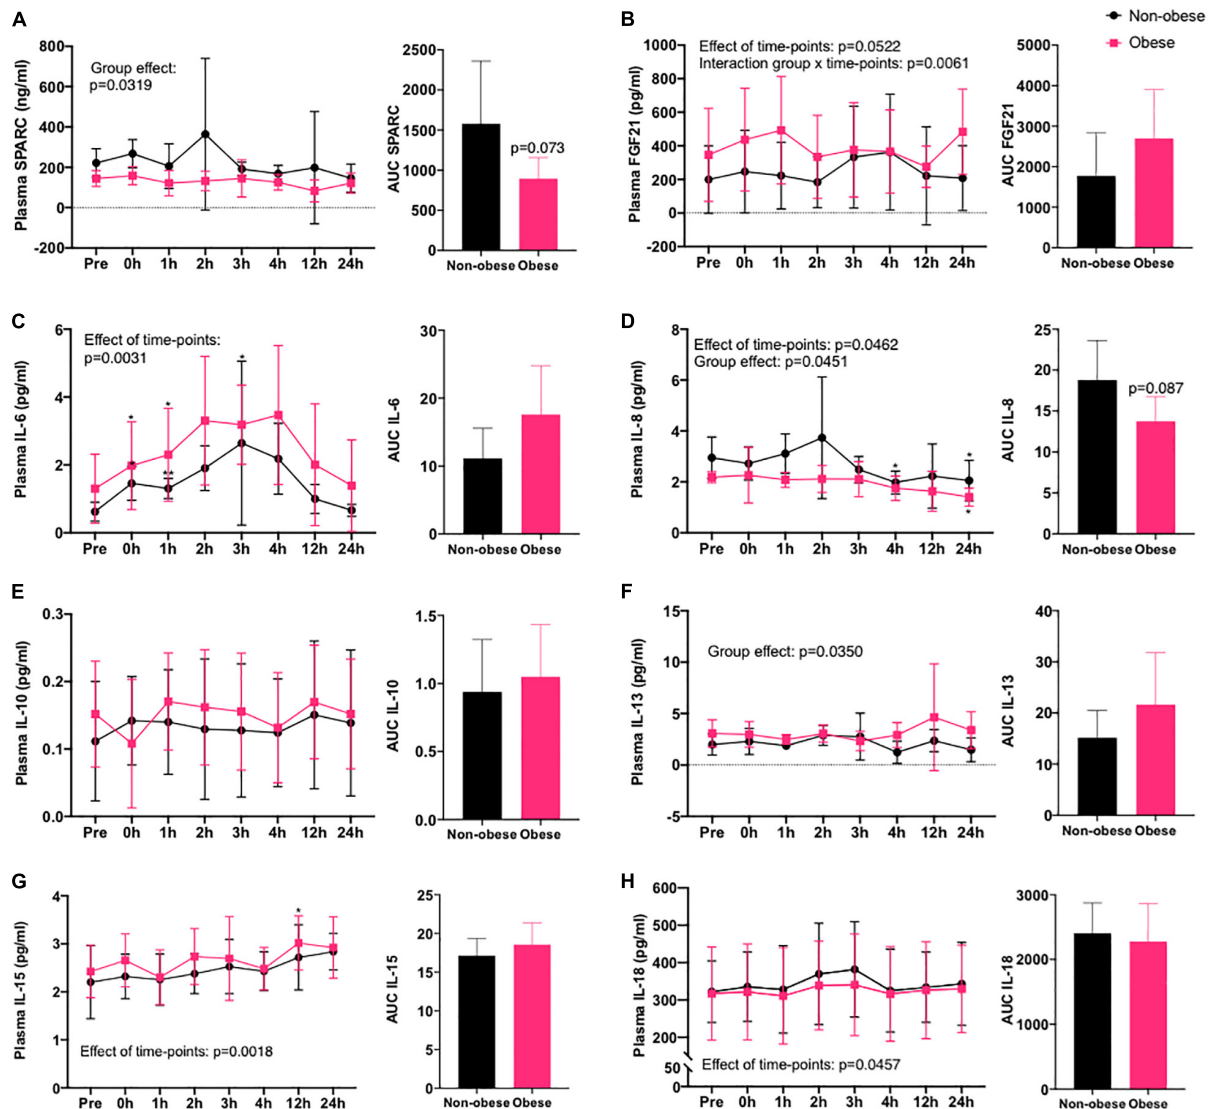 A
B
Non-obese
Obese
Plasma SPARC (ng/ml)
800
600
400
200
0
-200
Group effect:
p=0.0319
Pre 0h 1h 2h 3h 4h 12h 24h
AUC SPARC
2500
2000
1500
1000
500
0
p=0.073
Non-obese Obese
Plasma FGF21 (pg/ml)
1000
800
600
400
200
0
-200
Effect of time-points: p=0.0522
Interaction group x time-points: p=0.0061
Pre 0h 1h 2h 3h 4h 12h 24h
AUC FGF21
5000
4000
3000
2000
1000
0
Non-obese Obese
C
Plasma IL-6 (pg/ml)
6
4
2
0
Effect of time-points:
p=0.0031
* * ** * *
Pre 0h 1h 2h 3h 4h 12h 24h
AUC IL-6
30
20
10
0
Non-obese Obese
D
Plasma IL-8 (pg/ml)
8
6
4
2
0
Effect of time-points: p=0.0462
Group effect: p=0.0451
* * *
Pre 0h 1h 2h 3h 4h 12h 24h
AUC IL-8
25
20
15
10
5
0
p=0.087
Non-obese Obese
E
Plasma IL-10 (pg/ml)
0.3
0.2
0.1
0.0
Pre 0h 1h 2h 3h 4h 12h 24h
AUC IL-10
1.5
1.0
0.5
0.0
Non-obese Obese
F
Plasma IL-13 (pg/ml)
15
10
5
0
-5
Group effect: p=0.0350
Pre 0h 1h 2h 3h 4h 12h 24h
AUC IL-13
40
30
20
10
0
Non-obese Obese
G
Plasma IL-15 (pg/ml)
4
3
2
1
0
*
Effect of time-points: p=0.0018
Pre 0h 1h 2h 3h 4h 12h 24h
AUC IL-15
25
20
15
10
5
0
Non-obese Obese
H
Plasma IL-18 (pg/ml)
600
500
400
300
200
50
0
Effect of time-points: p=0.0457
Pre 0h 1h 2h 3h 4h 12h 24h
AUC IL-18
3000
2000
1000
0
Non-obese Obese